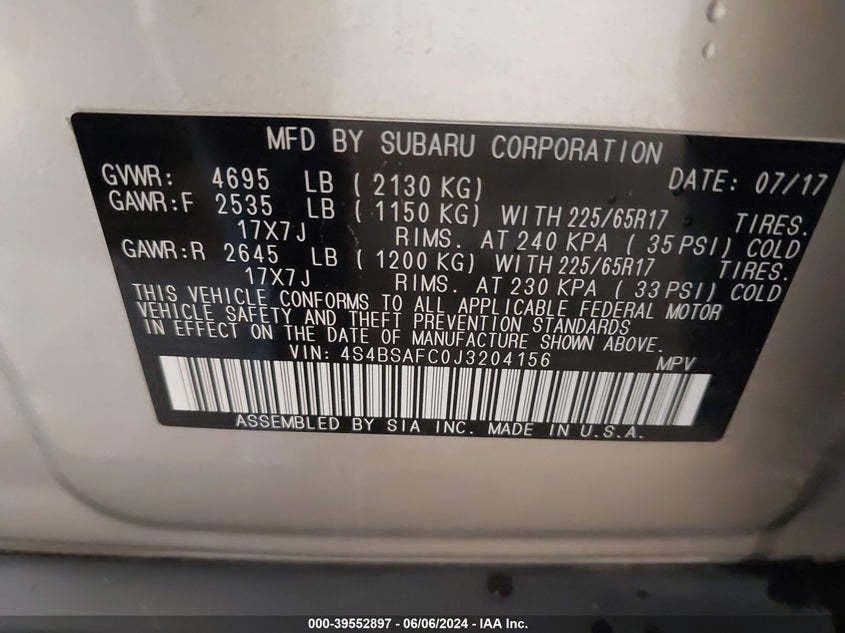 MFD BY SUBARU CORPORATION
GVWR: 4695 LB ( 2130 KG) DATE: 07/17
GAWR:F 2535 LB ( 1150 KG) WITH 225/65R17 TIRES.
17X7J RIMS. AT 240 KPA ( 35 PSI) COLD
GAWR:R 2645 LB ( 1200 KG) WITH 225/65R17 TIRES.
17X7J RIMS. AT 230 KPA ( 33 PSI) COLD
THIS VEHICLE CONFORMS TO ALL APPLICABLE FEDERAL MOTOR
VEHICLE SAFETY AND THEFT PREVENTION STANDARDS
IN EFFECT ON THE DATE OF MANUFACTURE SHOWN ABOVE.
VIN: 4S4BSAFC0J3204156 MPV
ASSEMBLED BY SIA INC. MADE IN U.S.A.
000-39552897 - 06/06/2024 - IAA Inc.